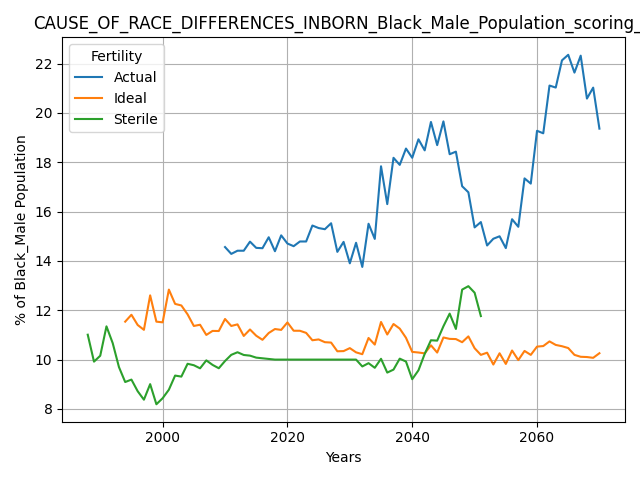 CAUSE_OF_RACE_DIFFERENCES_INBORN_Black_Male_Population_scoring_
Fertility
Actual
Ideal
Sterile
22
20
18
16
14
12
10
8
% of Black_Male Population
2000
2020
2040
2060
Years